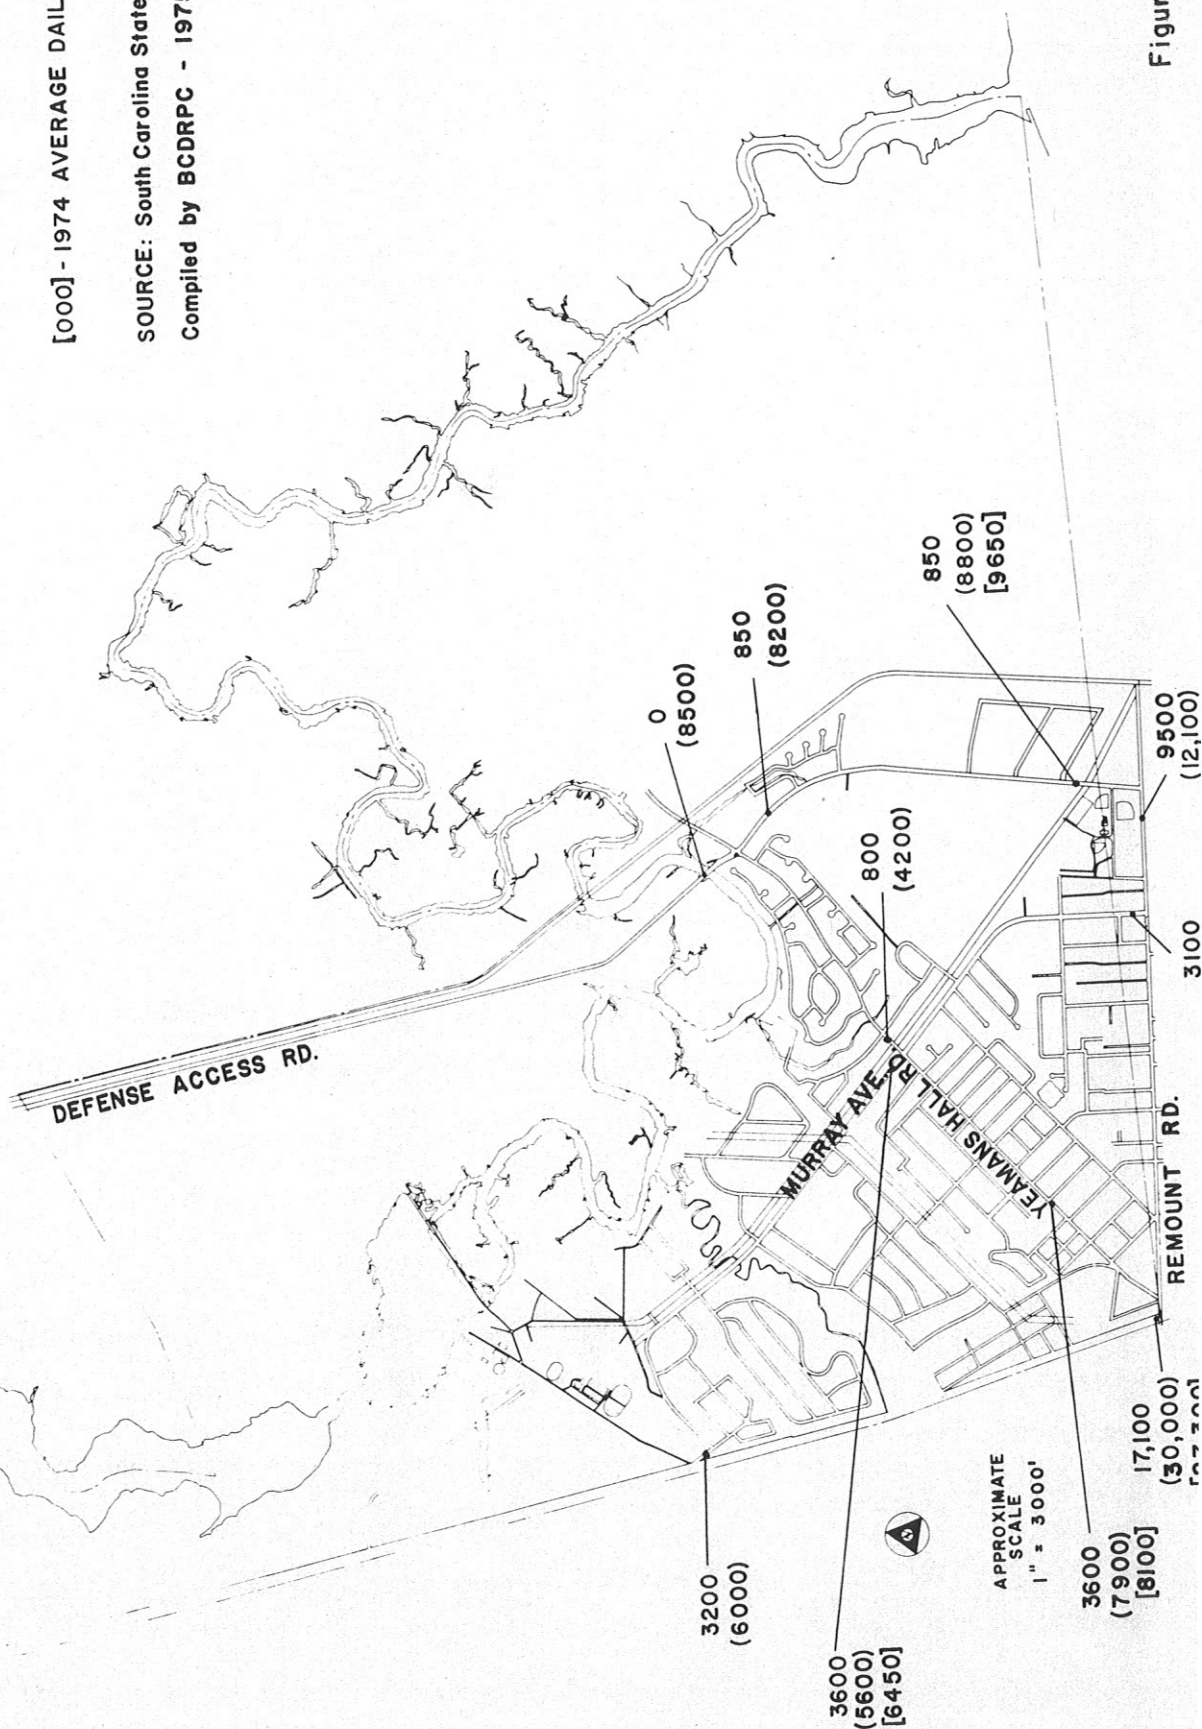 [000] - 1974 AVERAGE DAIL
SOURCE: South Carolina State
Compiled by BCDRPC - 1975
DEFENSE ACCESS RD.
0
(8500)
850
(8200)
850
(8800)
[9650]
800
(4200)
MURRAY AVE.
YEAMANS HALL RD
3200
(6000)
3600
(5600)
[6450]
APPROXIMATE
SCALE
1" = 3000'
3600
(7900)
[8100]
17,100
(30,000)
REMOUNT RD.
3100
9500
(12,100)
Figur